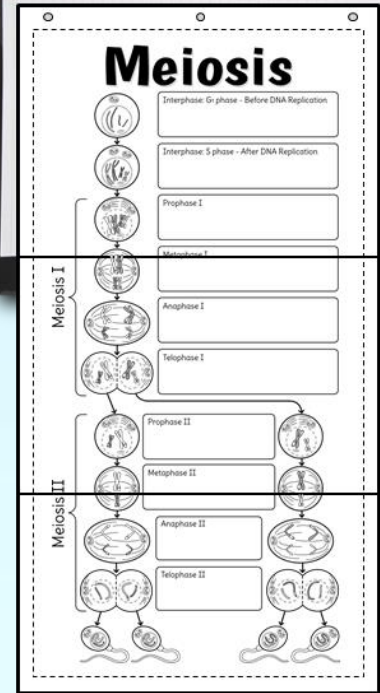 Meiosis
Interphase: G₁ phase - Before DNA Replication
Interphase: S phase - After DNA Replication
Meiosis I
Prophase I
Metaphase I
Anaphase I
Telophase I
Meiosis II
Prophase II
Metaphase II
Anaphase II
Telophase II